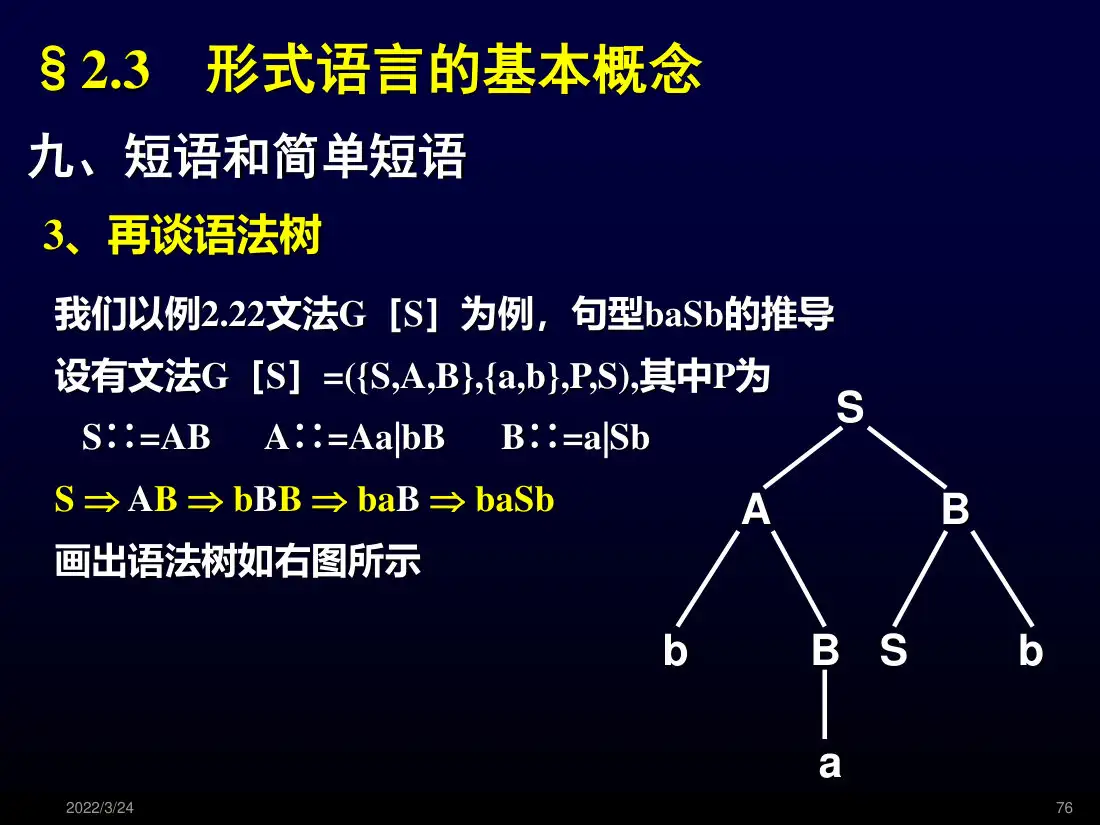 §2.3 形式语言的基本概念
九、短语和简单短语
3、再谈语法树
我们以例2.22文法G［S］为例，句型baSb的推导
设有文法G［S］=({S,A,B},{a,b},P,S),其中P为
S∷=AB A∷=Aa|bB B∷=a|Sb
S ⇒ AB ⇒ bBB ⇒ baB ⇒ baSb
画出语法树如右图所示
S
A B
b B S b
a
2022/3/24 76